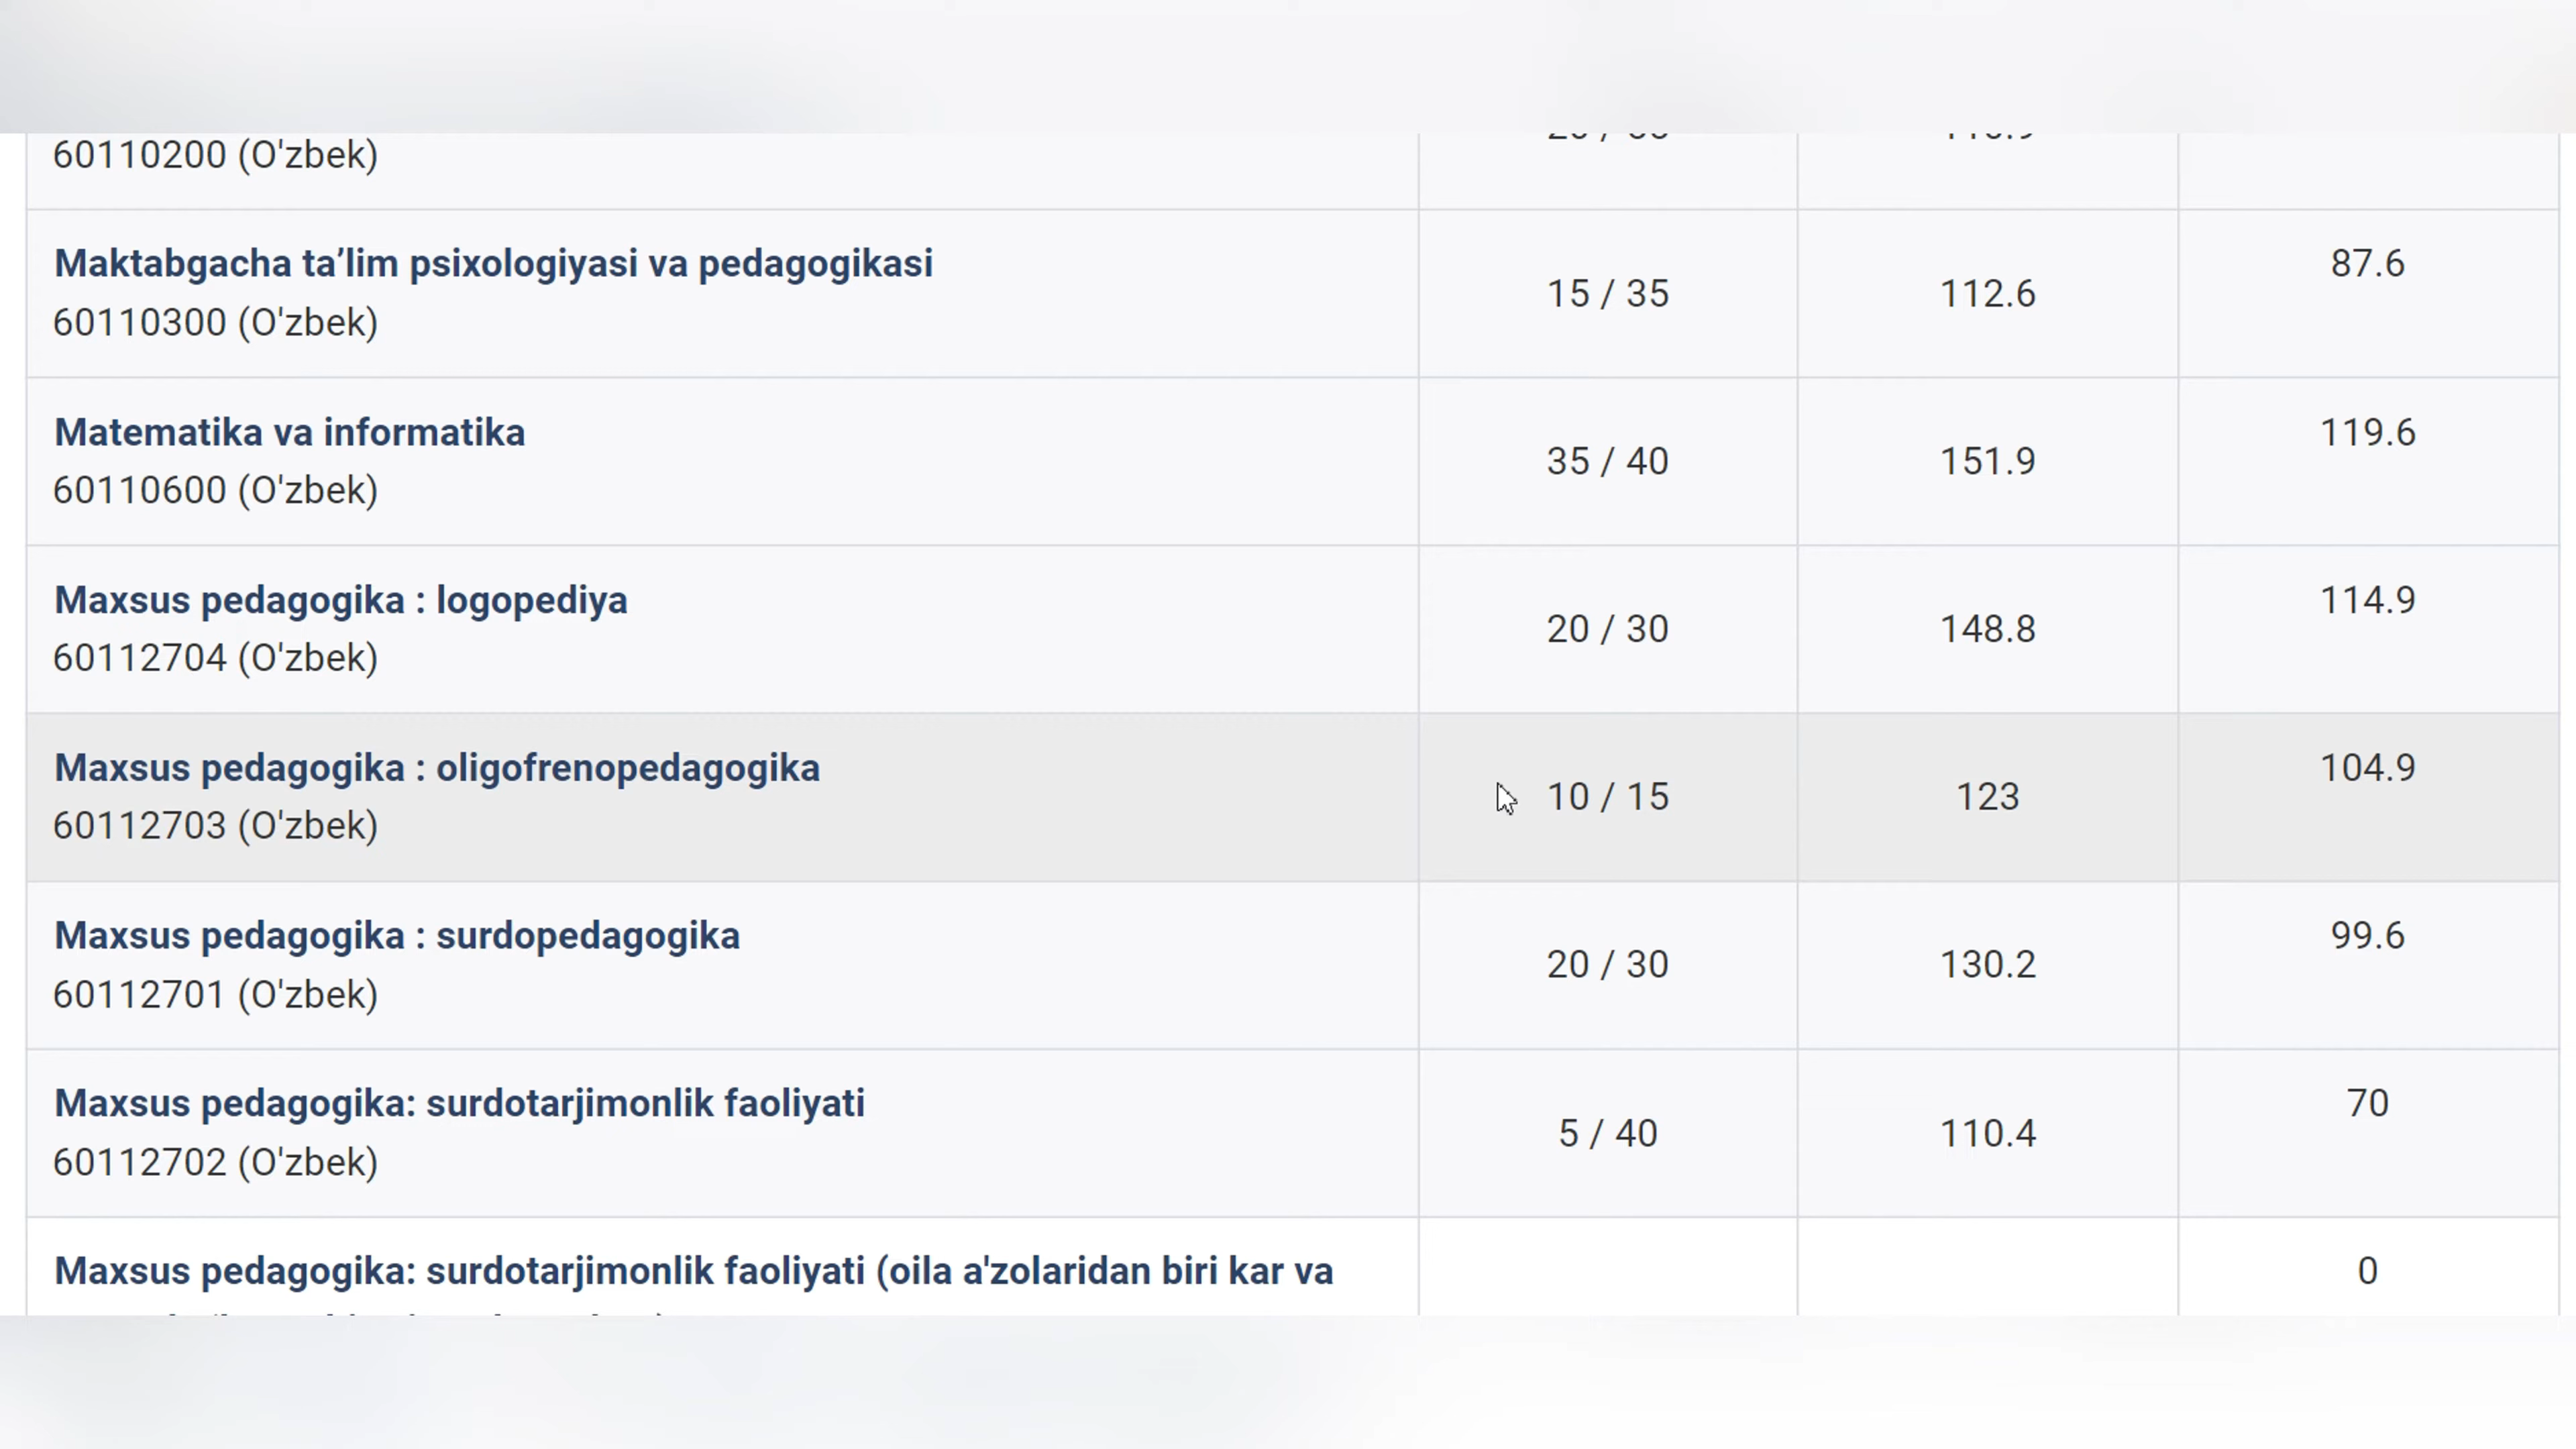 60110200 (O'zbek)
Maktabgacha ta’lim psixologiyasi va pedagogikasi
60110300 (O'zbek)
15 / 35
112.6
87.6
Matematika va informatika
60110600 (O'zbek)
35 / 40
151.9
119.6
Maxsus pedagogika : logopediya
60112704 (O'zbek)
20 / 30
148.8
114.9
Maxsus pedagogika : oligofrenopedagogika
60112703 (O'zbek)
10 / 15
123
104.9
Maxsus pedagogika : surdopedagogika
60112701 (O'zbek)
20 / 30
130.2
99.6
Maxsus pedagogika: surdotarjimonlik faoliyati
60112702 (O'zbek)
5 / 40
110.4
70
Maxsus pedagogika: surdotarjimonlik faoliyati (oila a'zolaridan biri kar va
0